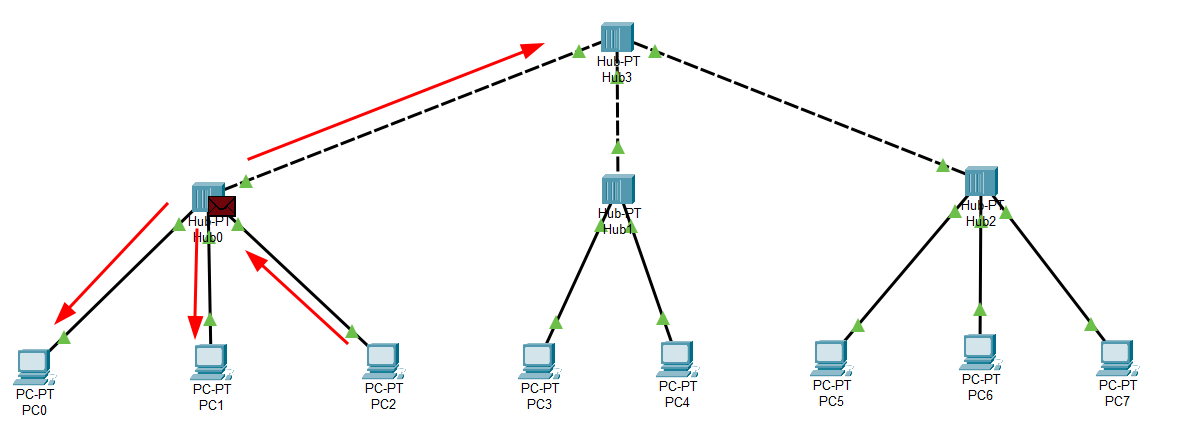 Hub-PT
Hub3
Hub-PT
Hub0
Hub-PT
Hub1
Hub-PT
Hub2
PC-PT
PC0
PC-PT
PC1
PC-PT
PC2
PC-PT
PC3
PC-PT
PC4
PC-PT
PC5
PC-PT
PC6
PC-PT
PC7